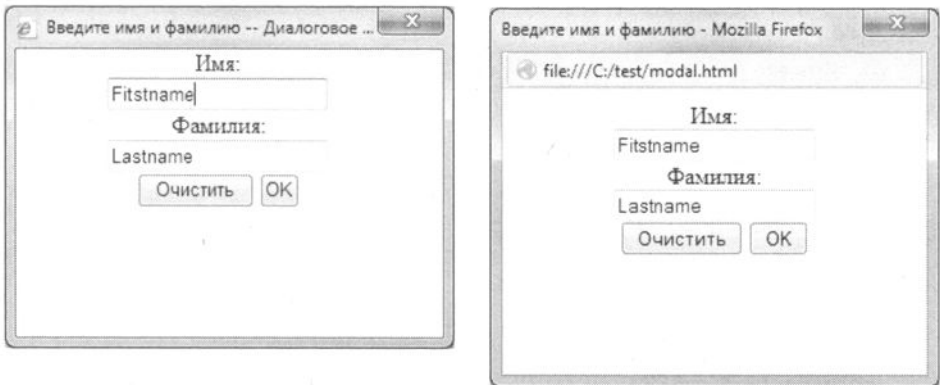 Введите имя и фамилию -- Диалоговое ...
Имя:
Fitstname
Фамилия:
Lastname
Очистить OK
Введите имя и фамилию - Mozilla Firefox
file:///C:/test/modal.html
Имя:
Fitstname
Фамилия:
Lastname
Очистить OK